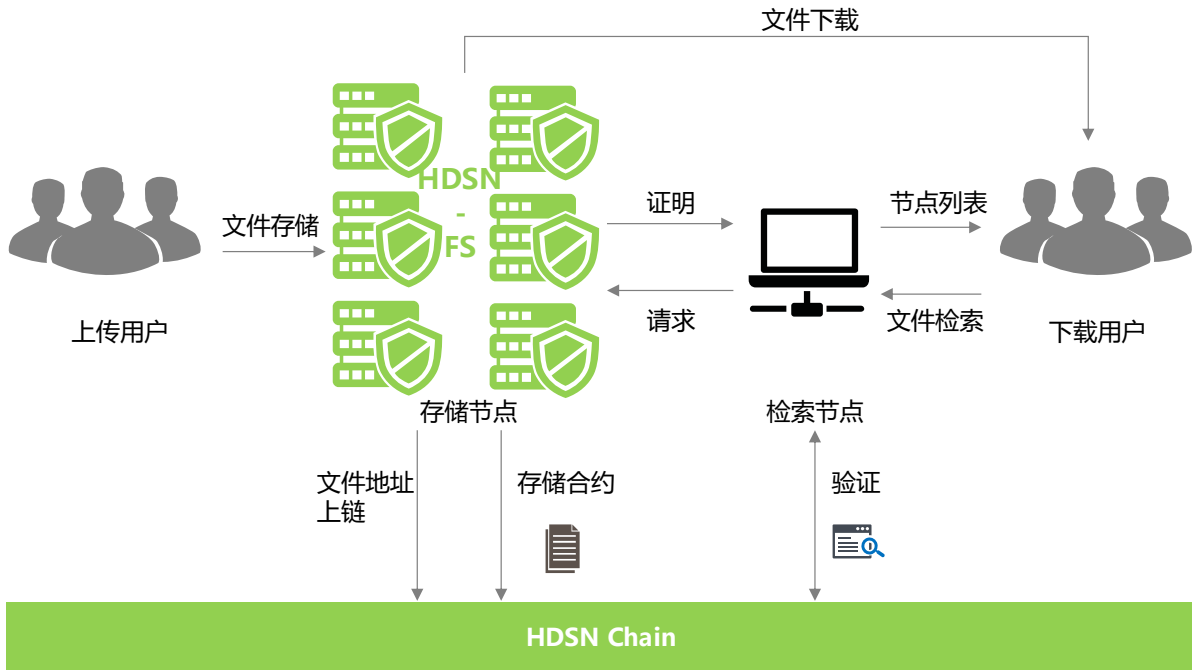 文件下载
HDSN
-
FS
文件存储
证明
节点列表
请求
文件检索
上传用户
下载用户
存储节点
检索节点
文件地址
上链
存储合约
验证
HDSN Chain